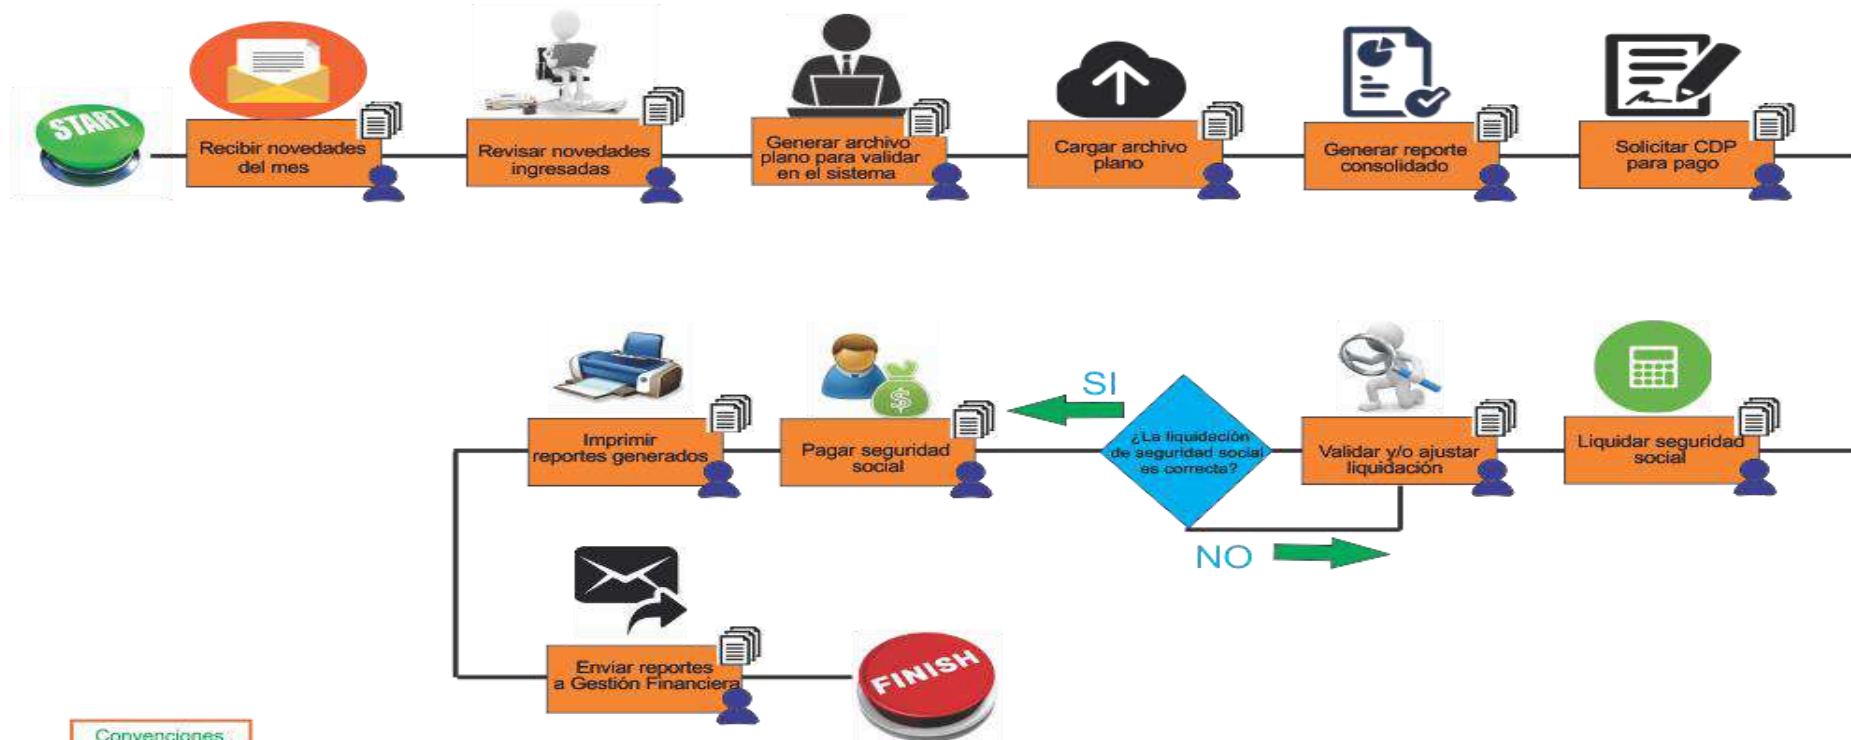 START
Recibir novedades
del mes
Revisar novedades
ingresadas
Generar archivo
plano para validar
en el sistema
Cargar archivo
plano
Generar reporte
consolidado
Solicitar CDP
para pago
Liquidar seguridad
social
Validar y/o ajustar
liquidación
¿La liquidación
de seguridad social
es correcta?
SI
NO
Pagar seguridad
social
Imprimir
reportes generados
Enviar reportes
a Gestión Financiera
FINISH
Convenciones